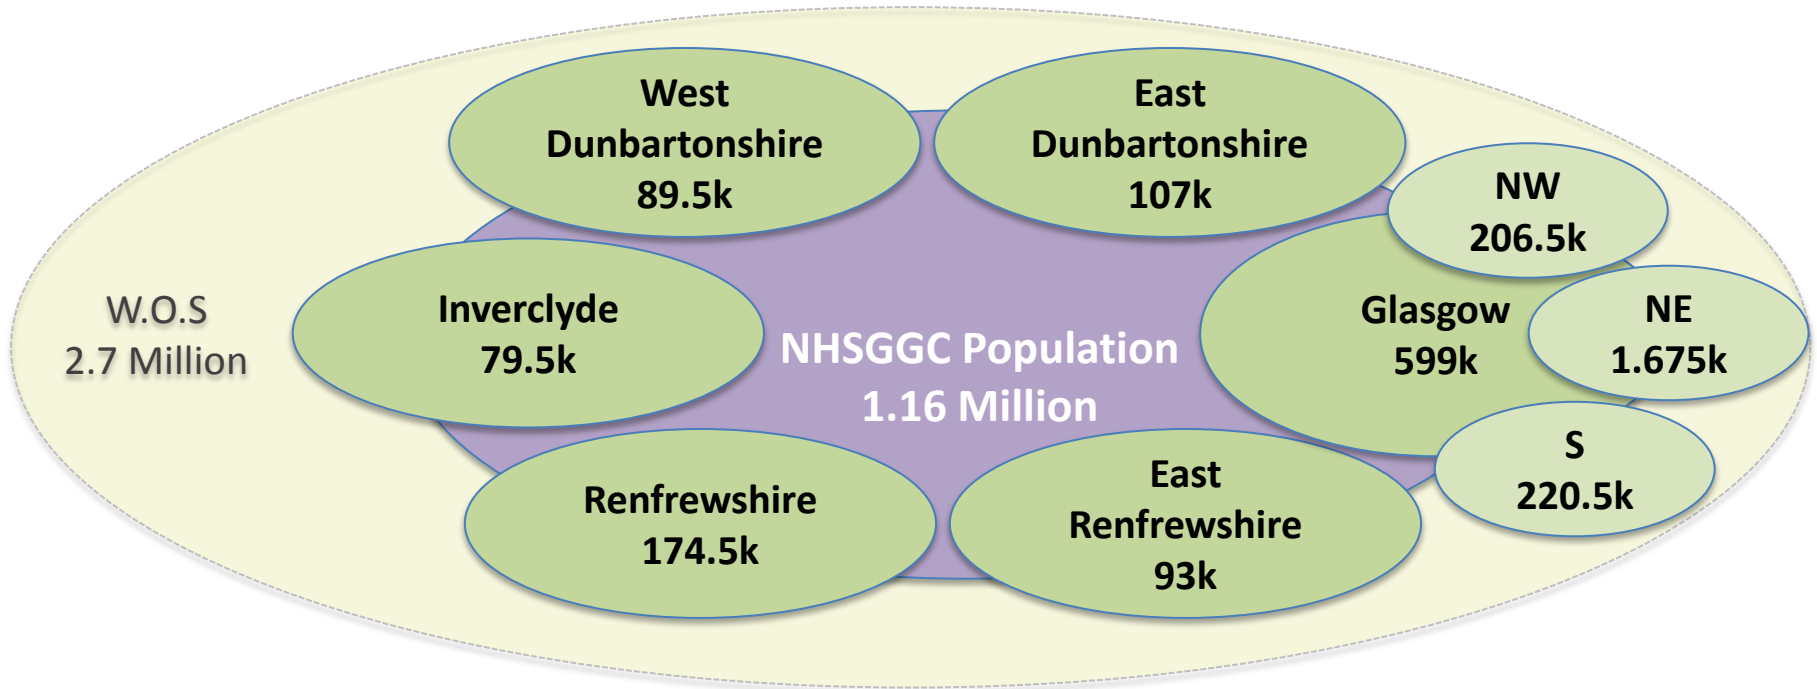 West
Dunbartonshire
89.5k
East
Dunbartonshire
107k
NW
206.5k
W.O.S
2.7 Million
Inverclyde
79.5k
NHSGGC Population
1.16 Million
Glasgow
599k
NE
1.675k
S
220.5k
Renfrewshire
174.5k
East
Renfrewshire
93k